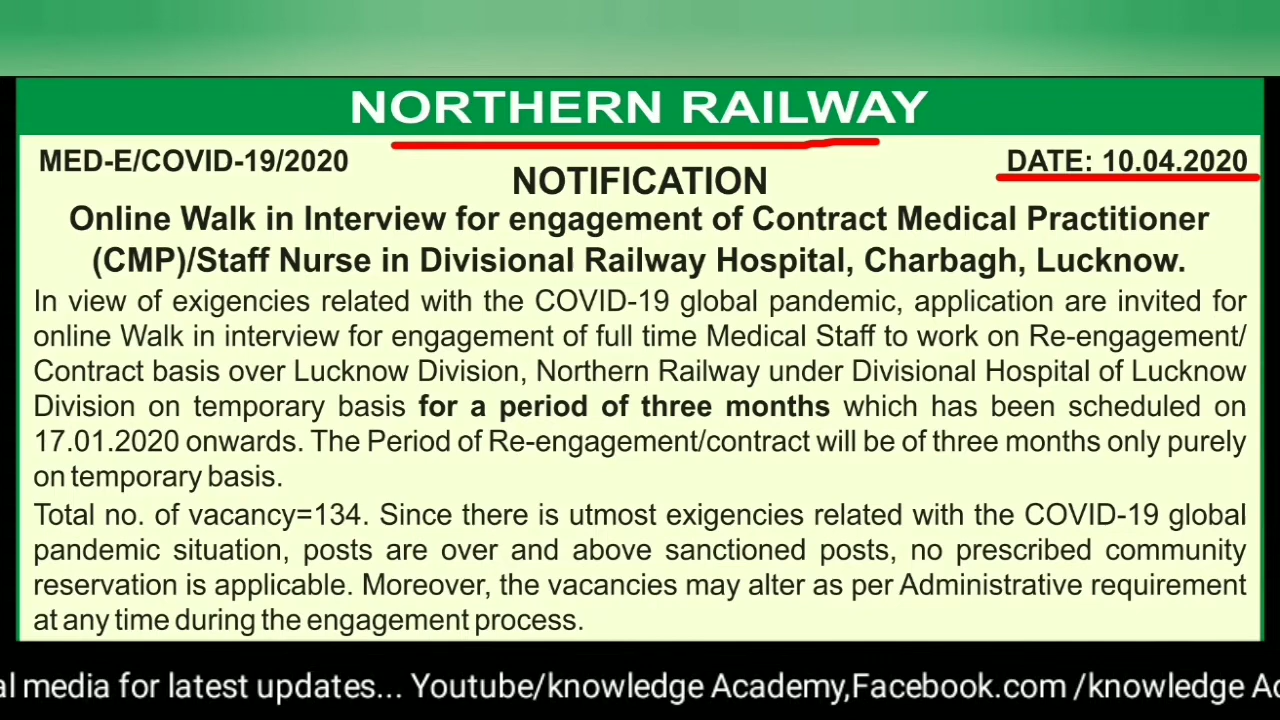 NORTHERN RAILWAY
MED-E/COVID-19/2020
DATE: 10.04.2020
NOTIFICATION
Online Walk in Interview for engagement of Contract Medical Practitioner
(CMP)/Staff Nurse in Divisional Railway Hospital, Charbagh, Lucknow.
In view of exigencies related with the COVID-19 global pandemic, application are invited for
online Walk in interview for engagement of full time Medical Staff to work on Re-engagement/
Contract basis over Lucknow Division, Northern Railway under Divisional Hospital of Lucknow
Division on temporary basis for a period of three months which has been scheduled on
17.01.2020 onwards. The Period of Re-engagement/contract will be of three months only purely
on temporary basis.
Total no. of vacancy=134. Since there is utmost exigencies related with the COVID-19 global
pandemic situation, posts are over and above sanctioned posts, no prescribed community
reservation is applicable. Moreover, the vacancies may alter as per Administrative requirement
at any time during the engagement process.
al media for latest updates... Youtube/knowledge Academy,Facebook.com /knowledge Ac